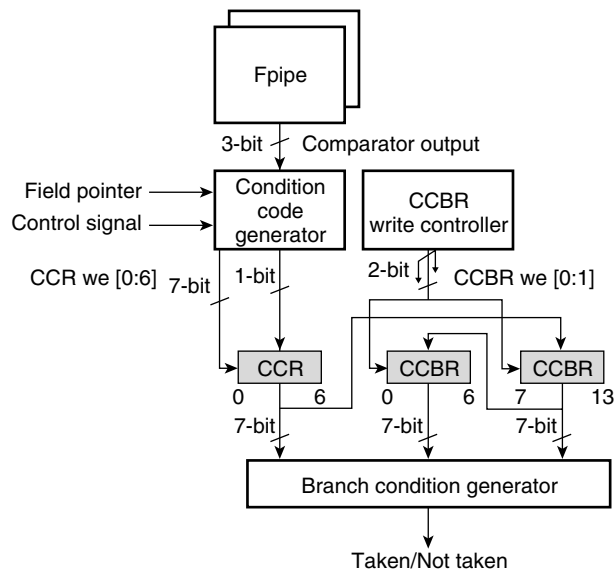 Fpipe
3-bit
Comparator output
Field pointer
Control signal
Condition
code
generator
CCBR
write controller
CCR we [0:6]
7-bit
1-bit
2-bit
CCBR we [0:1]
CCR
CCBR
CCBR
0
6
0
6
7
13
7-bit
7-bit
7-bit
Branch condition generator
Taken/Not taken